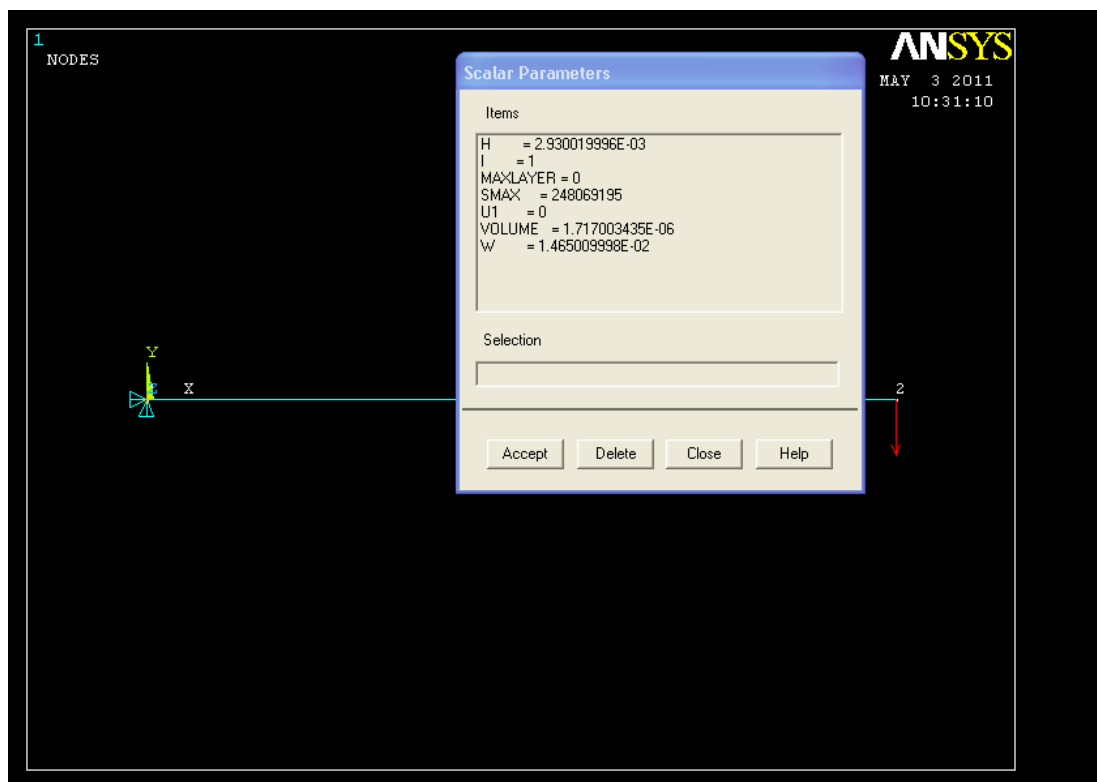 1
NODES
ANSYS
MAY 3 2011
10:31:10
Scalar Parameters
Items
H = 2.930019996E-03
I = 1
MAXLAYER = 0
SMAX = 248069195
U1 = 0
VOLUME = 1.717003435E-06
W = 1.465009998E-02
Selection
Accept Delete Close Help
Y
Z X
2